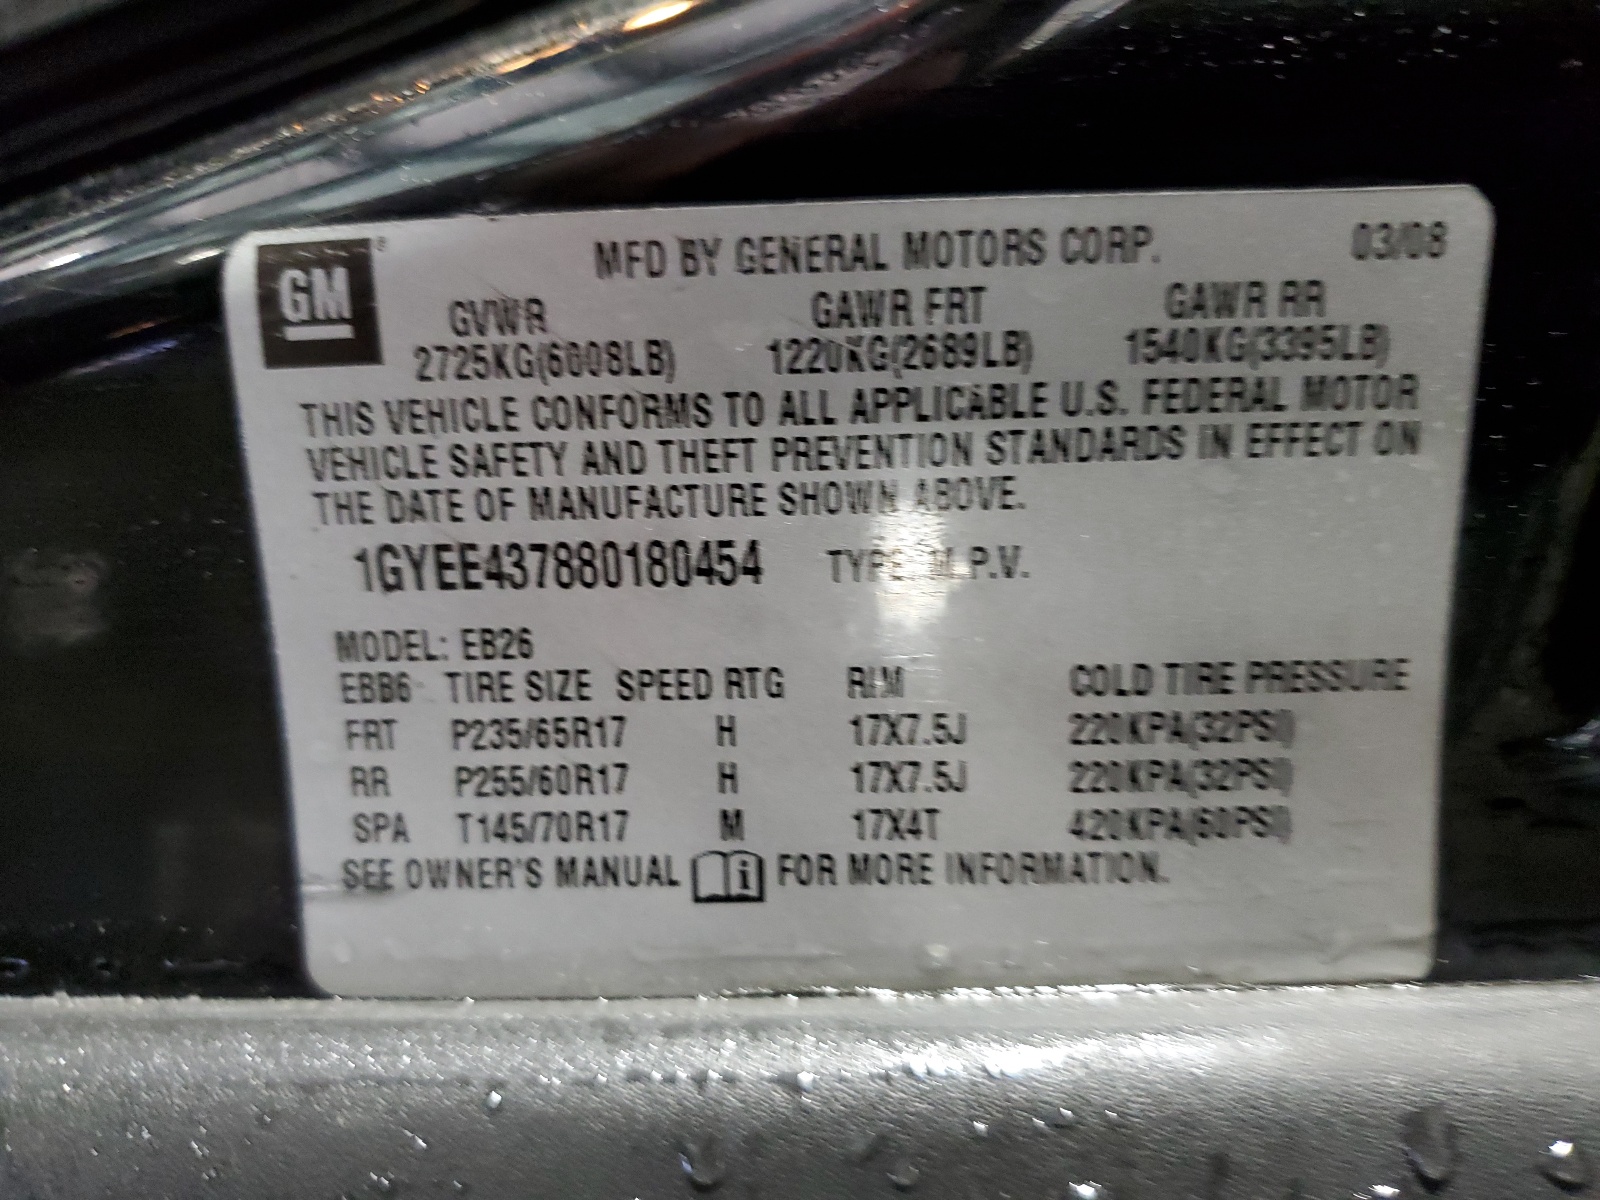 GM ® MFD BY GENERAL MOTORS CORP. 03/08
GVWR GAWR FRT GAWR RR
2725KG(6008LB) 1220KG(2689LB) 1540KG(3395LB)
THIS VEHICLE CONFORMS TO ALL APPLICABLE U.S. FEDERAL MOTOR
VEHICLE SAFETY AND THEFT PREVENTION STANDARDS IN EFFECT ON
THE DATE OF MANUFACTURE SHOWN ABOVE.
1GYEE437880180454 TYPE: M.P.V.
MODEL: EB26
EBB6 TIRE SIZE SPEED RTG RIM COLD TIRE PRESSURE
FRT P235/65R17 H 17X7.5J 220KPA(32PSI)
RR P255/60R17 H 17X7.5J 220KPA(32PSI)
SPA T145/70R17 M 17X4T 420KPA(60PSI)
SEE OWNER'S MANUAL i FOR MORE INFORMATION.